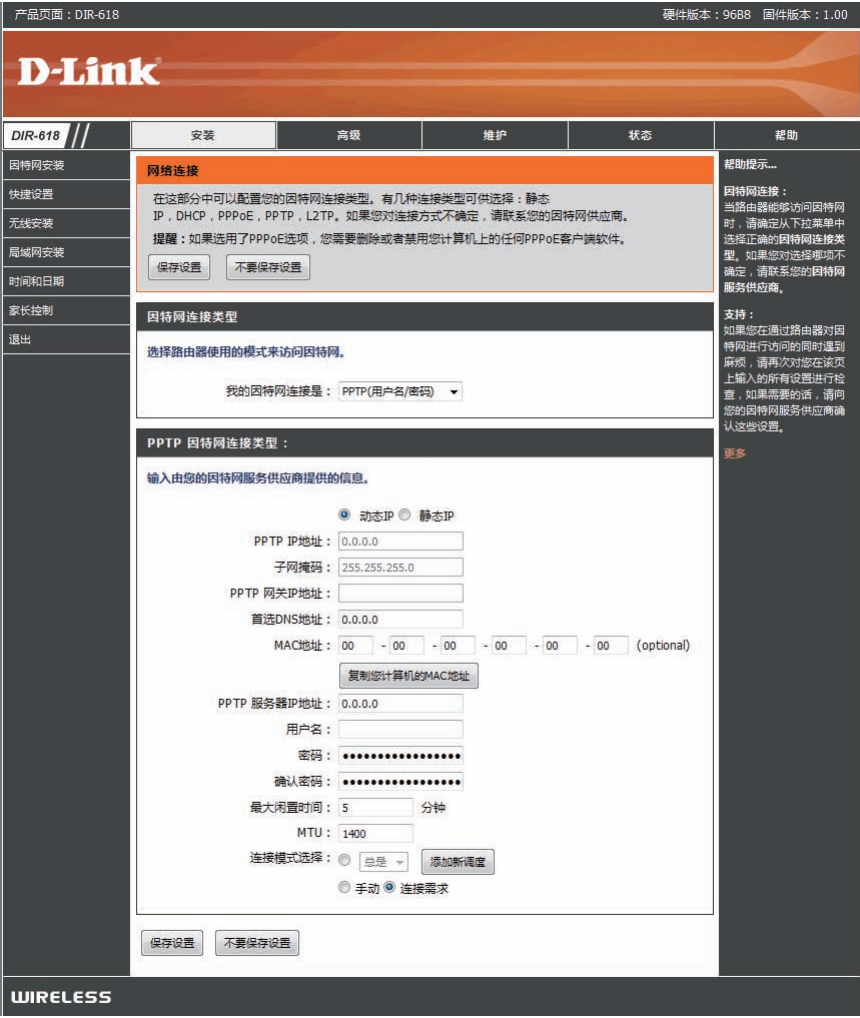 产品页面：DIR-618
硬件版本：96B8 固件版本：1.00
D-Link
DIR-618
安装
高级
维护
状态
帮助
因特网安装
快捷设置
无线安装
局域网安装
时间和日期
家长控制
退出
网络连接
在这部分中可以配置您的因特网连接类型。有几种连接类型可供选择：静态
IP，DHCP，PPPoE，PPTP，L2TP。如果您对连接方式不确定，请联系您的因特网供应商。
提醒：如果选用了PPPoE选项，您需要删除或者禁用您计算机上的任何PPPoE客户端软件。
保存设置 不要保存设置
因特网连接类型
选择路由器使用的模式来访问因特网。
我的因特网连接是： PPTP(用户名/密码)
PPTP 因特网连接类型：
输入由您的因特网服务供应商提供的信息。
动态IP 静态IP
PPTP IP地址： 0.0.0.0
子网掩码： 255.255.255.0
PPTP 网关IP地址：
首选DNS地址： 0.0.0.0
MAC地址： 00 - 00 - 00 - 00 - 00 - 00 (optional)
复制您计算机的MAC地址
PPTP 服务器IP地址： 0.0.0.0
用户名：
密码： •••••••••••••••••
确认密码： •••••••••••••••••
最大闲置时间： 5 分钟
MTU： 1400
连接模式选择： 总是 添加新调度
手动 连接需求
保存设置 不要保存设置
帮助提示...
因特网连接：
当路由器能够访问因特网
时，请确定从下拉菜单中
选择正确的因特网连接类
型。如果您对选择哪项不
确定，请联系您的因特网
服务供应商。
支持：
如果您在通过路由器对因
特网进行访问的同时遇到
麻烦，请再次对您在该页
上输入的所有设置进行检
查，如果需要的话，请向
您的因特网服务供应商确
认这些设置。
更多
WIRELESS